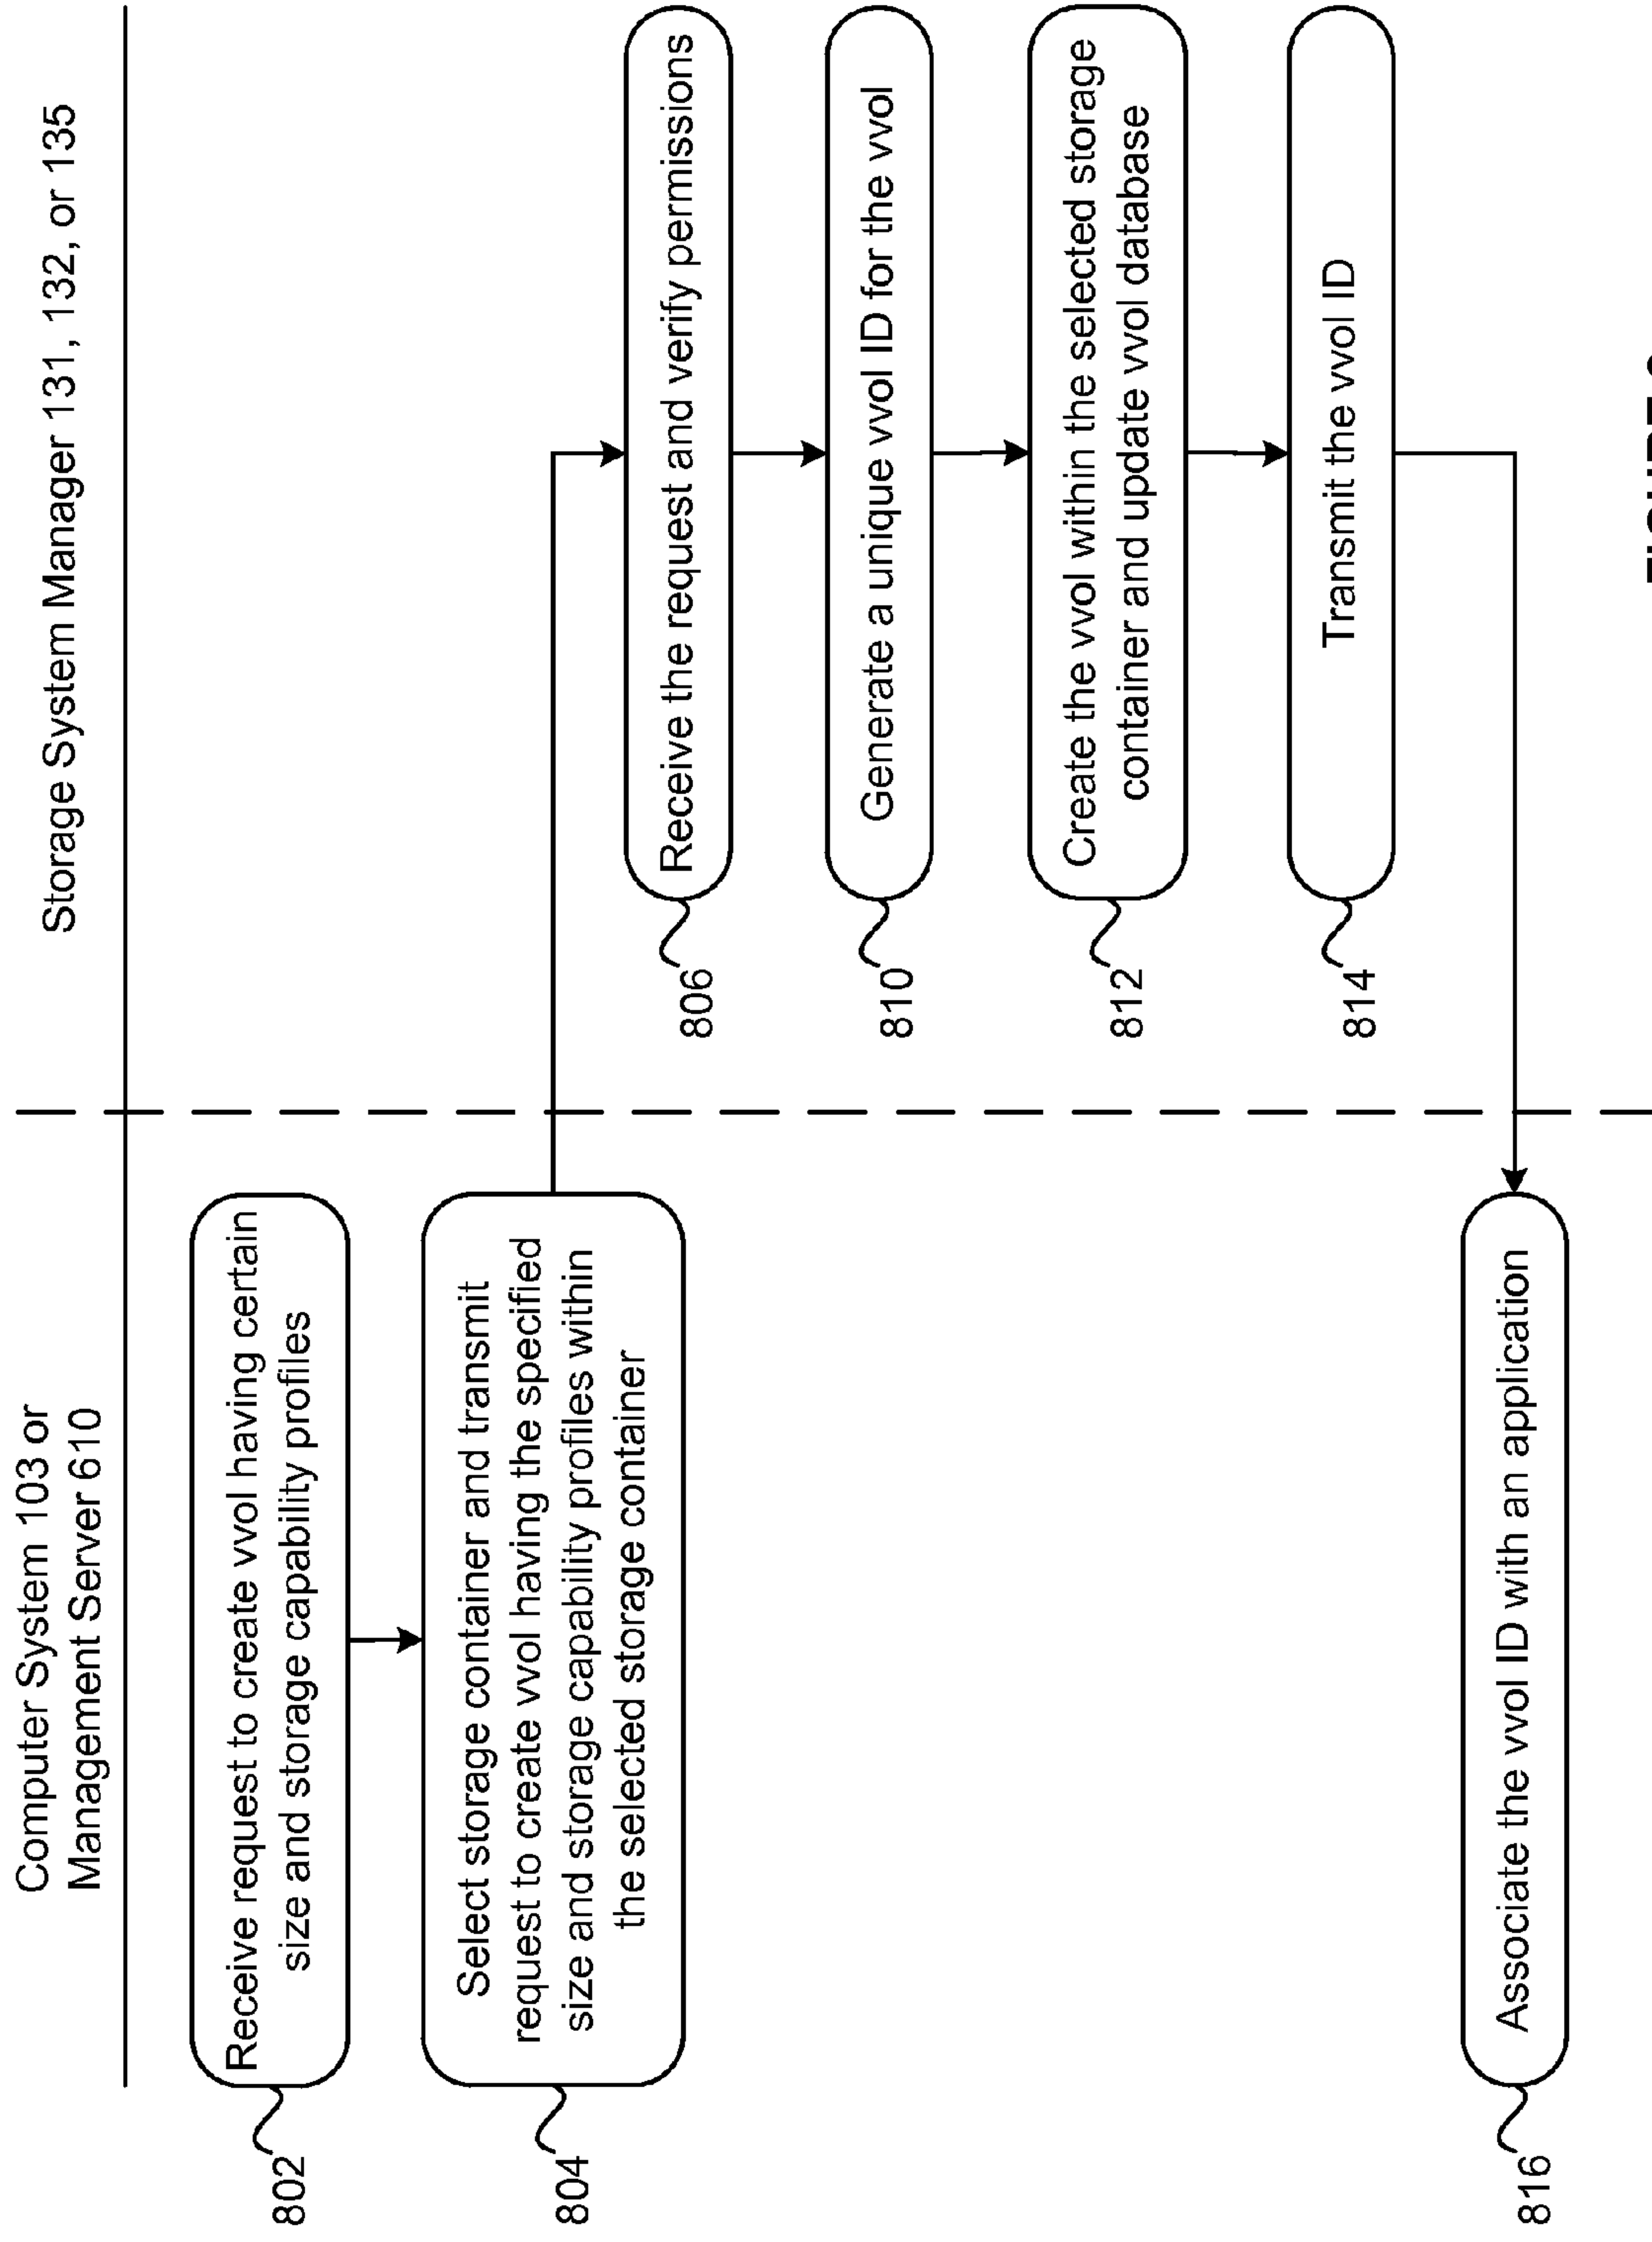 Computer System 103 or
Management Server 610
Storage System Manager 131, 132, or 135
802
Receive request to create vvol having certain
size and storage capability profiles
804
Select storage container and transmit
request to create vvol having the specified
size and storage capability profiles within
the selected storage container
806
Receive the request and verify permissions
810
Generate a unique vvol ID for the vvol
812
Create the vvol within the selected storage
container and update vvol database
814
Transmit the vvol ID
816
Associate the vvol ID with an application